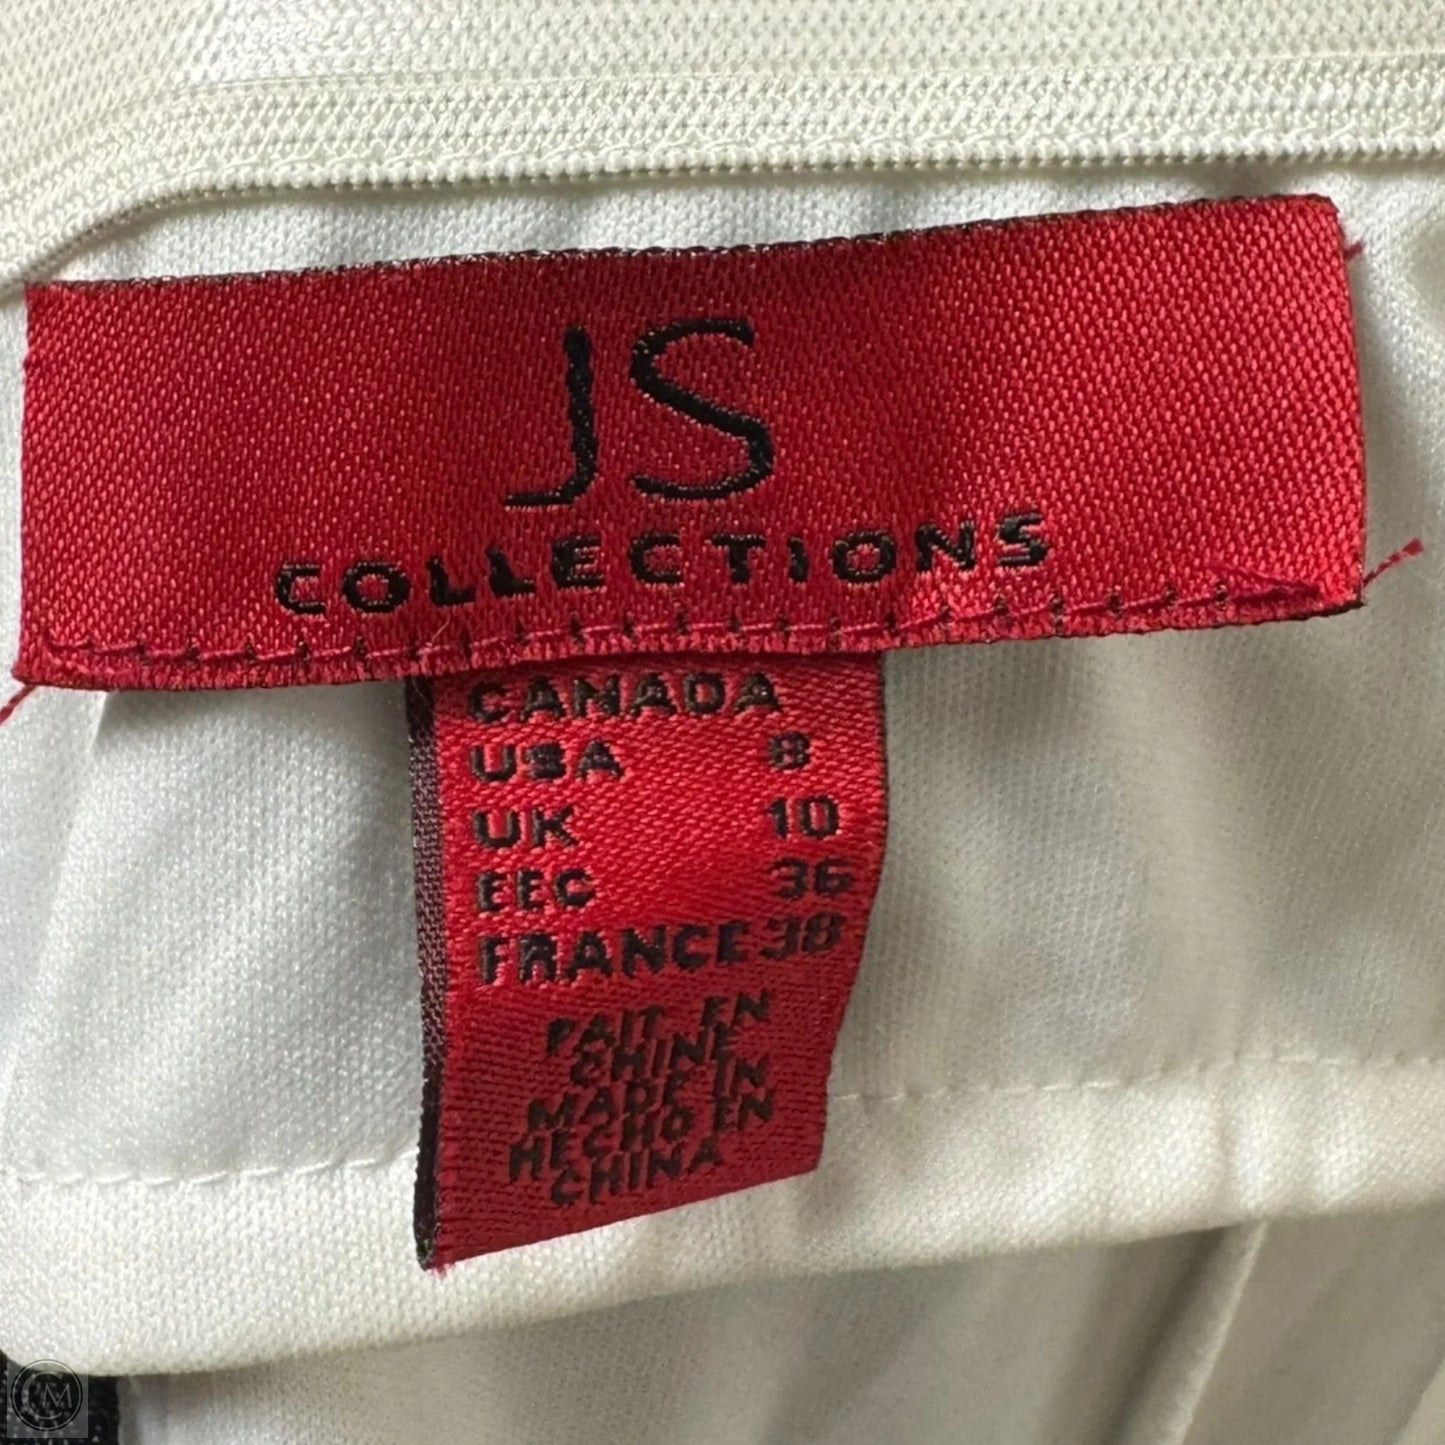 JS
COLLECTIONS
CANADA
USA 8
UK 10
EEC 36
FRANCE 38
FAIT EN
CHINE
MADE IN
HECHO EN
CHINA
CM